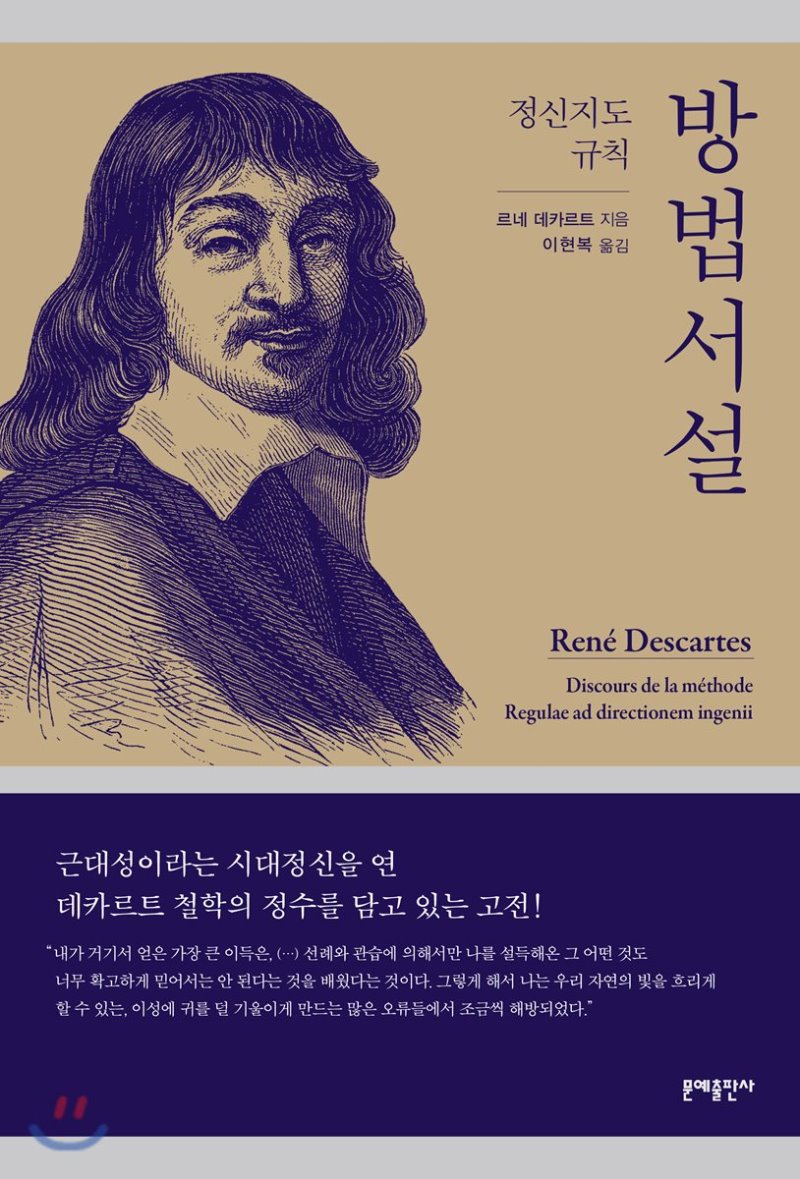 방법서설
정신지도
규칙
르네 데카르트 지음
이현복 옮김
René Descartes
Discours de la méthode
Regulae ad directionem ingenii
근대성이라는 시대정신을 연
데카르트 철학의 정수를 담고 있는 고전!
“내가 거기서 얻은 가장 큰 이득은, (…) 선례와 관습에 의해서만 나를 설득해온 그 어떤 것도
너무 확고하게 믿어서는 안 된다는 것을 배웠다는 것이다. 그렇게 해서 나는 우리 자연의 빛을 흐리게
할 수 있는, 이성에 귀를 덜 기울이게 만드는 많은 오류들에서 조금씩 해방되었다.”
문예출판사